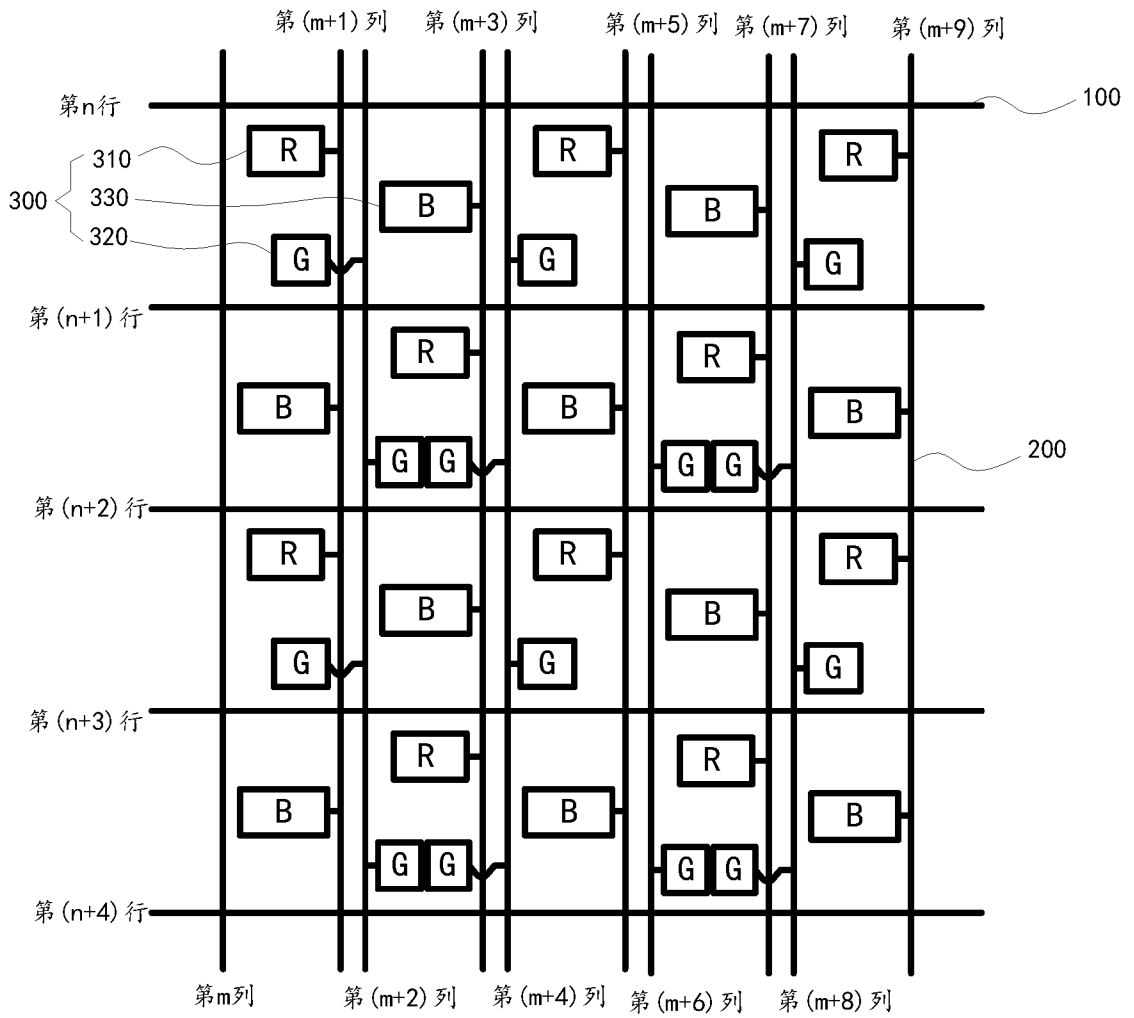 第(m+1)列 第(m+3)列 第(m+5)列 第(m+7)列 第(m+9)列
第n行 100
310 R R R
300 330 B B
320 G G G
第(n+1)行
R R
B B B
G G G G 200
第(n+2)行
R R R
B B
G G G
第(n+3)行
R R
B B B
G G G G
第(n+4)行
第m列 第(m+2)列 第(m+4)列 第(m+6)列 第(m+8)列